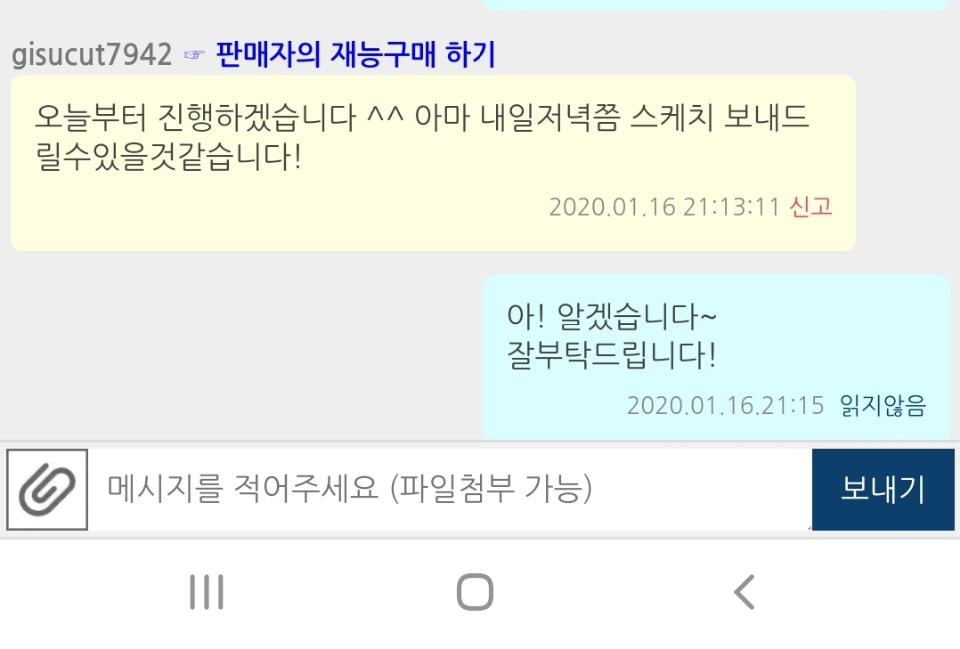 gisucut7942 ☞ 판매자의 재능구매 하기
오늘부터 진행하겠습니다 ^^ 아마 내일저녁쯤 스케치 보내드
릴수있을것같습니다!
2020.01.16 21:13:11 신고
아! 알겠습니다~
잘부탁드립니다!
2020.01.16.21:15 읽지않음
메시지를 적어주세요 (파일첨부 가능)
보내기